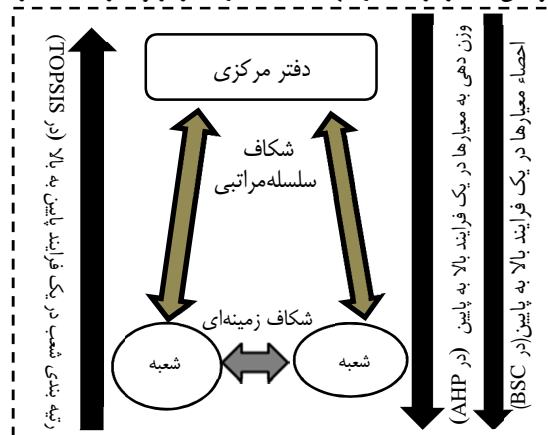 احصاء معیارها در یک فرایند بالا به پایین(در BSC)
وزن دهی به معیارها در یک فرایند بالا به پایین (در AHP)
دفتر مرکزی
شکاف
سلسله‌مراتبی
شکاف زمینه‌ای
شعبه
شعبه
رتبه بندی شعب در یک فرایند پایین به بالا (در TOPSIS)